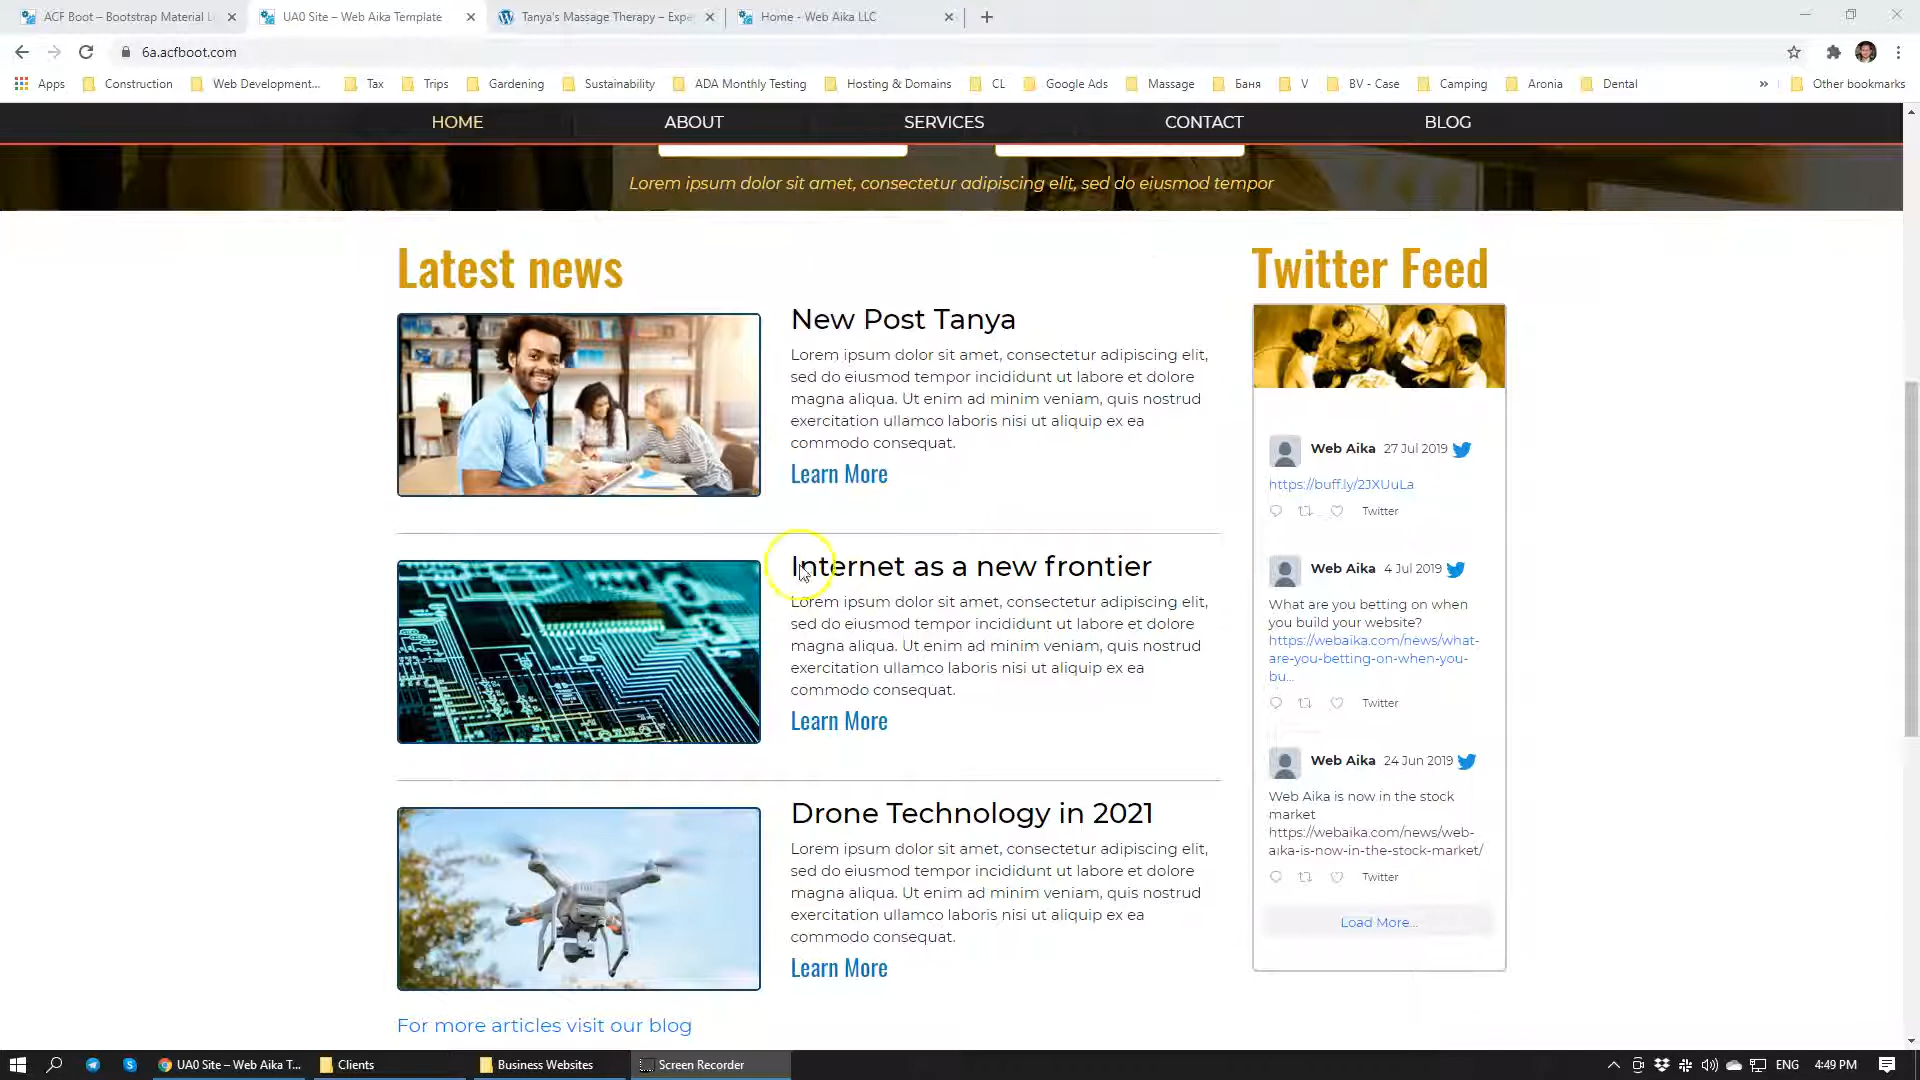 ACF Boot – Bootstrap Material
UA0 Site – Web Aika Template
Tanya's Massage Therapy – Expe
Home - Web Aika LLC
6a.acfboot.com
Apps
Construction
Web Development...
Tax
Trips
Gardening
Sustainability
ADA Monthly Testing
Hosting & Domains
CL
Google Ads
Massage
Баня
V
BV - Case
Camping
Aronia
Dental
»
Other bookmarks
HOME
ABOUT
SERVICES
CONTACT
BLOG
Lorem ipsum dolor sit amet, consectetur adipiscing elit, sed do eiusmod tempor
Latest news
New Post Tanya
Lorem ipsum dolor sit amet, consectetur adipiscing elit,
sed do eiusmod tempor incididunt ut labore et dolore
magna aliqua. Ut enim ad minim veniam, quis nostrud
exercitation ullamco laboris nisi ut aliquip ex ea
commodo consequat.
Learn More
Internet as a new frontier
Lorem ipsum dolor sit amet, consectetur adipiscing elit,
sed do eiusmod tempor incididunt ut labore et dolore
magna aliqua. Ut enim ad minim veniam, quis nostrud
exercitation ullamco laboris nisi ut aliquip ex ea
commodo consequat.
Learn More
Drone Technology in 2021
Lorem ipsum dolor sit amet, consectetur adipiscing elit,
sed do eiusmod tempor incididunt ut labore et dolore
magna aliqua. Ut enim ad minim veniam, quis nostrud
exercitation ullamco laboris nisi ut aliquip ex ea
commodo consequat.
Learn More
For more articles visit our blog
Twitter Feed
Web Aika 27 Jul 2019
https://buff.ly/2JXUuLa
Twitter
Web Aika 4 Jul 2019
What are you betting on when
you build your website?
https://webaika.com/news/what-
are-you-betting-on-when-you-
bu...
Twitter
Web Aika 24 Jun 2019
Web Aika is now in the stock
market
https://webaika.com/news/web-
aika-is-now-in-the-stock-market/
Twitter
Load More...
UA0 Site – Web Aika T...
Clients
Business Websites
Screen Recorder
ENG
4:49 PM